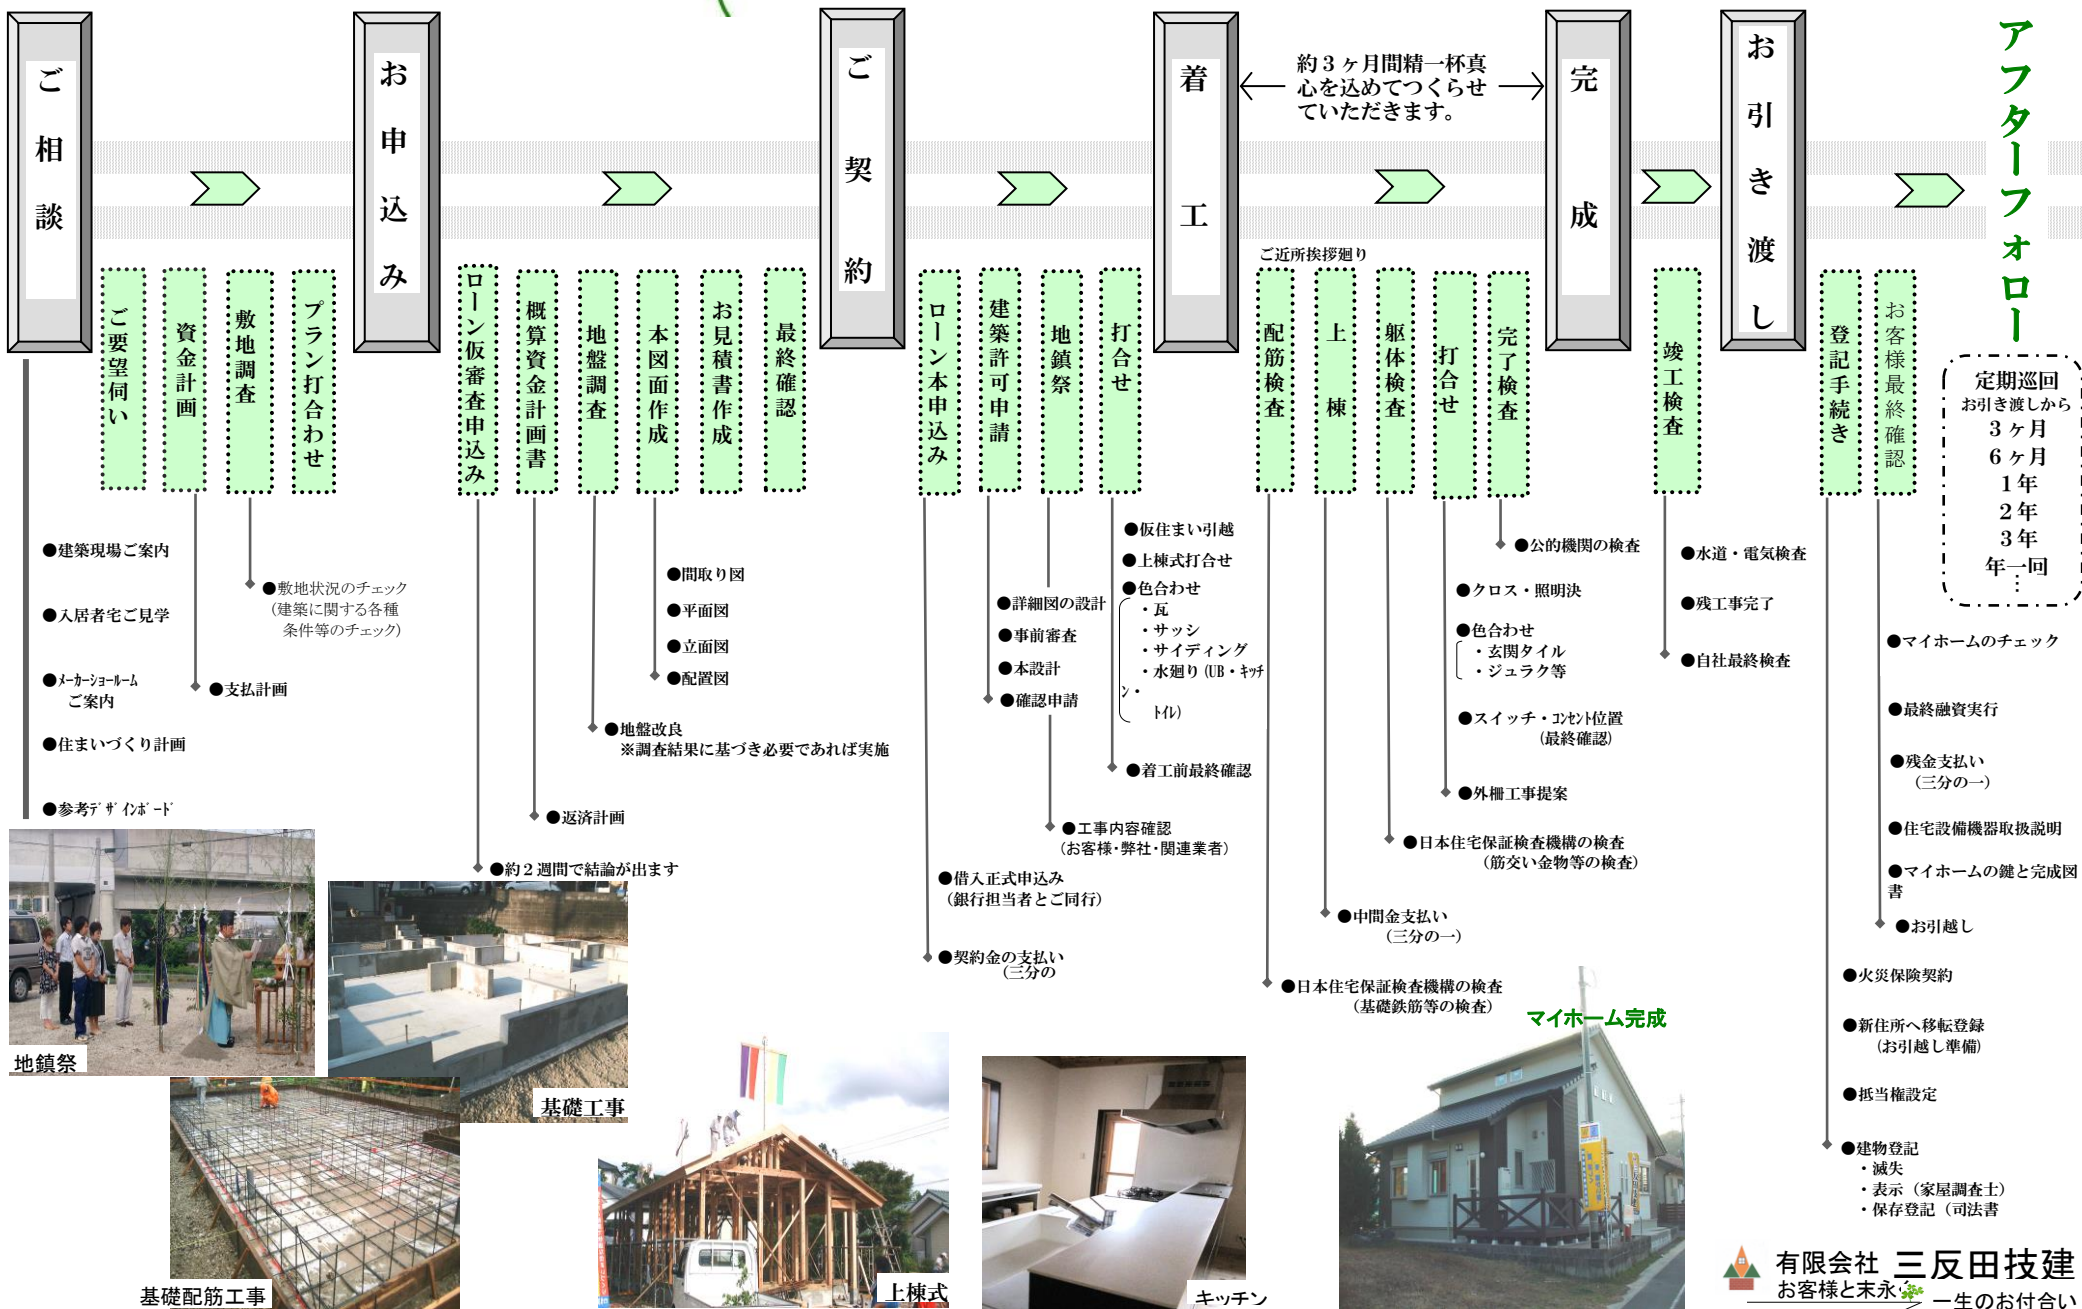 ご相談
お申込み
ご契約
着工
約３ヶ月間精一杯真
心を込めてつくらせ
ていただきます。
完成
お引き渡し
アフターフォロー
ご要望伺い
資金計画
敷地調査
プラン打合わせ
ローン仮審査申込み
概算資金計画書
地盤調査
本図面作成
お見積書作成
最終確認
ローン本申込み
建築許可申請
地鎮祭
打合せ
ご近所挨拶廻り
配筋検査
上棟
躯体検査
打合せ
完了検査
竣工検査
登記手続き
お客様最終確認
定期巡回
お引き渡しから
３ヶ月
６ヶ月
１年
２年
３年
年一回
⋮
●建築現場ご案内
●入居者宅ご見学
●ﾒｰｶｰｼｮｰﾙｰﾑ
ご案内
●住まいづくり計画
●参考ﾃﾞｻﾞｲﾝﾎﾞｰﾄﾞ
●支払計画
●敷地状況のチェック
（建築に関する各種
条件等のチェック）
●約２週間で結論が出ます
●返済計画
●地盤改良
※調査結果に基づき必要であれば実施
●間取り図
●平面図
●立面図
●配置図
●借入正式申込み
（銀行担当者とご同行）
●契約金の支払い
（三分の
●詳細図の設計
●事前審査
●本設計
●確認申請
●工事内容確認
（お客様・弊社・関連業者）
●仮住まい引越
●上棟式打合せ
●色合わせ
・瓦
・サッシ
・サイディング
・水廻り（UB・ｷｯﾁ
ﾝ・
ﾄｲﾚ）
●着工前最終確認
●日本住宅保証検査機構の検査
（基礎鉄筋等の検査）
●中間金支払い
（三分の一）
●日本住宅保証検査機構の検査
（筋交い金物等の検査）
●クロス・照明決
●色合わせ
・玄関タイル
・ジュラク等
●スイッチ・ｺﾝｾﾝﾄ位置
（最終確認）
●外柵工事提案
●公的機関の検査
●水道・電気検査
●残工事完了
●自社最終検査
●火災保険契約
●新住所へ移転登録
（お引越し準備）
●抵当権設定
●建物登記
・滅失
・表示（家屋調査士）
・保存登記（司法書
●マイホームのチェック
●最終融資実行
●残金支払い
（三分の一）
●住宅設備機器取扱説明
●マイホームの鍵と完成図
書
●お引越し
地鎮祭
基礎工事
基礎配筋工事
上棟式
キッチン
マイホーム完成
有限会社 三反田技建
お客様と末永く
一生のお付合い